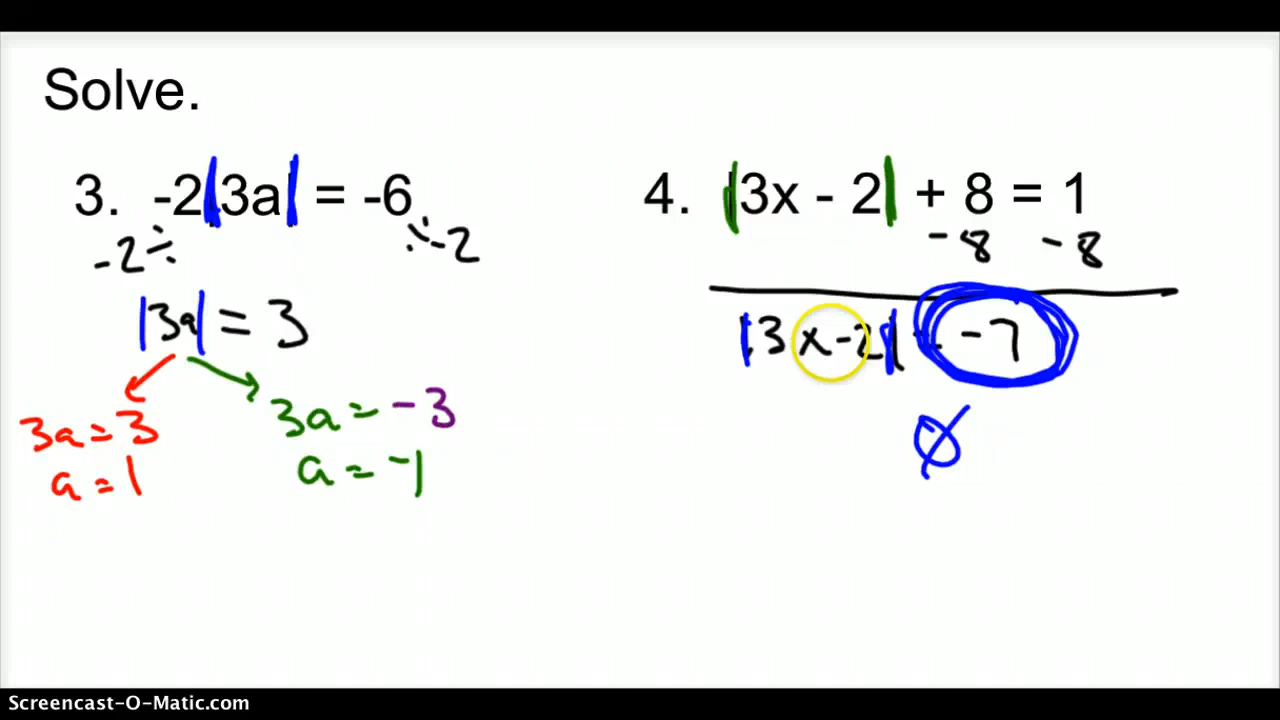 Solve.
3. -2|3a| = -6
-2 ÷ ÷ -2
|3a| = 3
3a = 3
a = 1
3a = -3
a = -1
4. |3x - 2| + 8 = 1
-8 -8
|3x-2| = -7
∅
Screencast-O-Matic.com